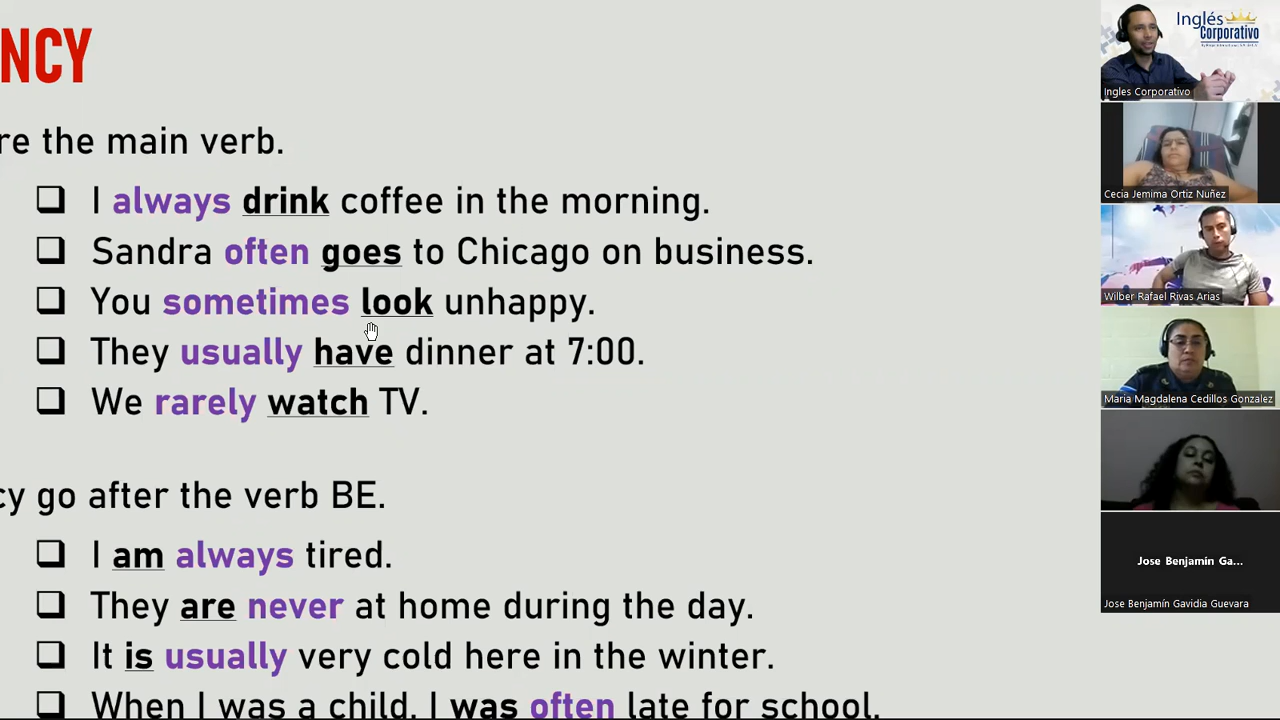 NCY
re the main verb.
❑ I always drink coffee in the morning.
❑ Sandra often goes to Chicago on business.
❑ You sometimes look unhappy.
❑ They usually have dinner at 7:00.
❑ We rarely watch TV.
cy go after the verb BE.
❑ I am always tired.
❑ They are never at home during the day.
❑ It is usually very cold here in the winter.
❑ When I was a child, I was often late for school.
Inglés
Corporativo
Ingles Corporativo
Cecia Jemima Ortiz Nuñez
Wilber Rafael Rivas Arias
Maria Magdalena Cedillos Gonzalez
Jose Benjamin Ga...
Jose Benjamín Gavidia Guevara